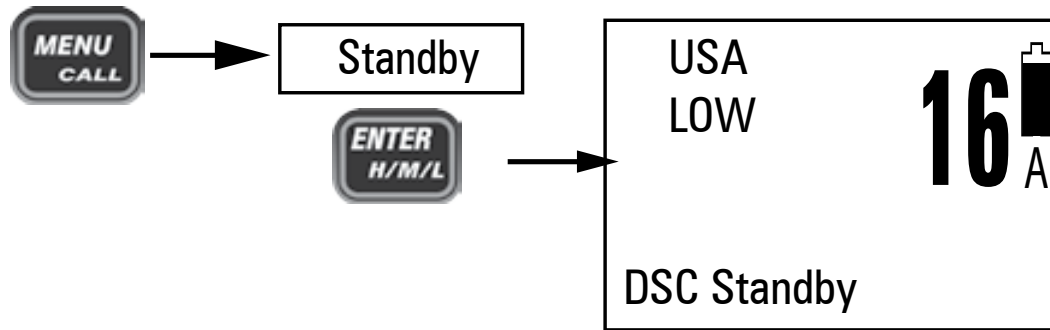 MENU
CALL
Standby
ENTER
H/M/L
USA
LOW
16
A
DSC Standby